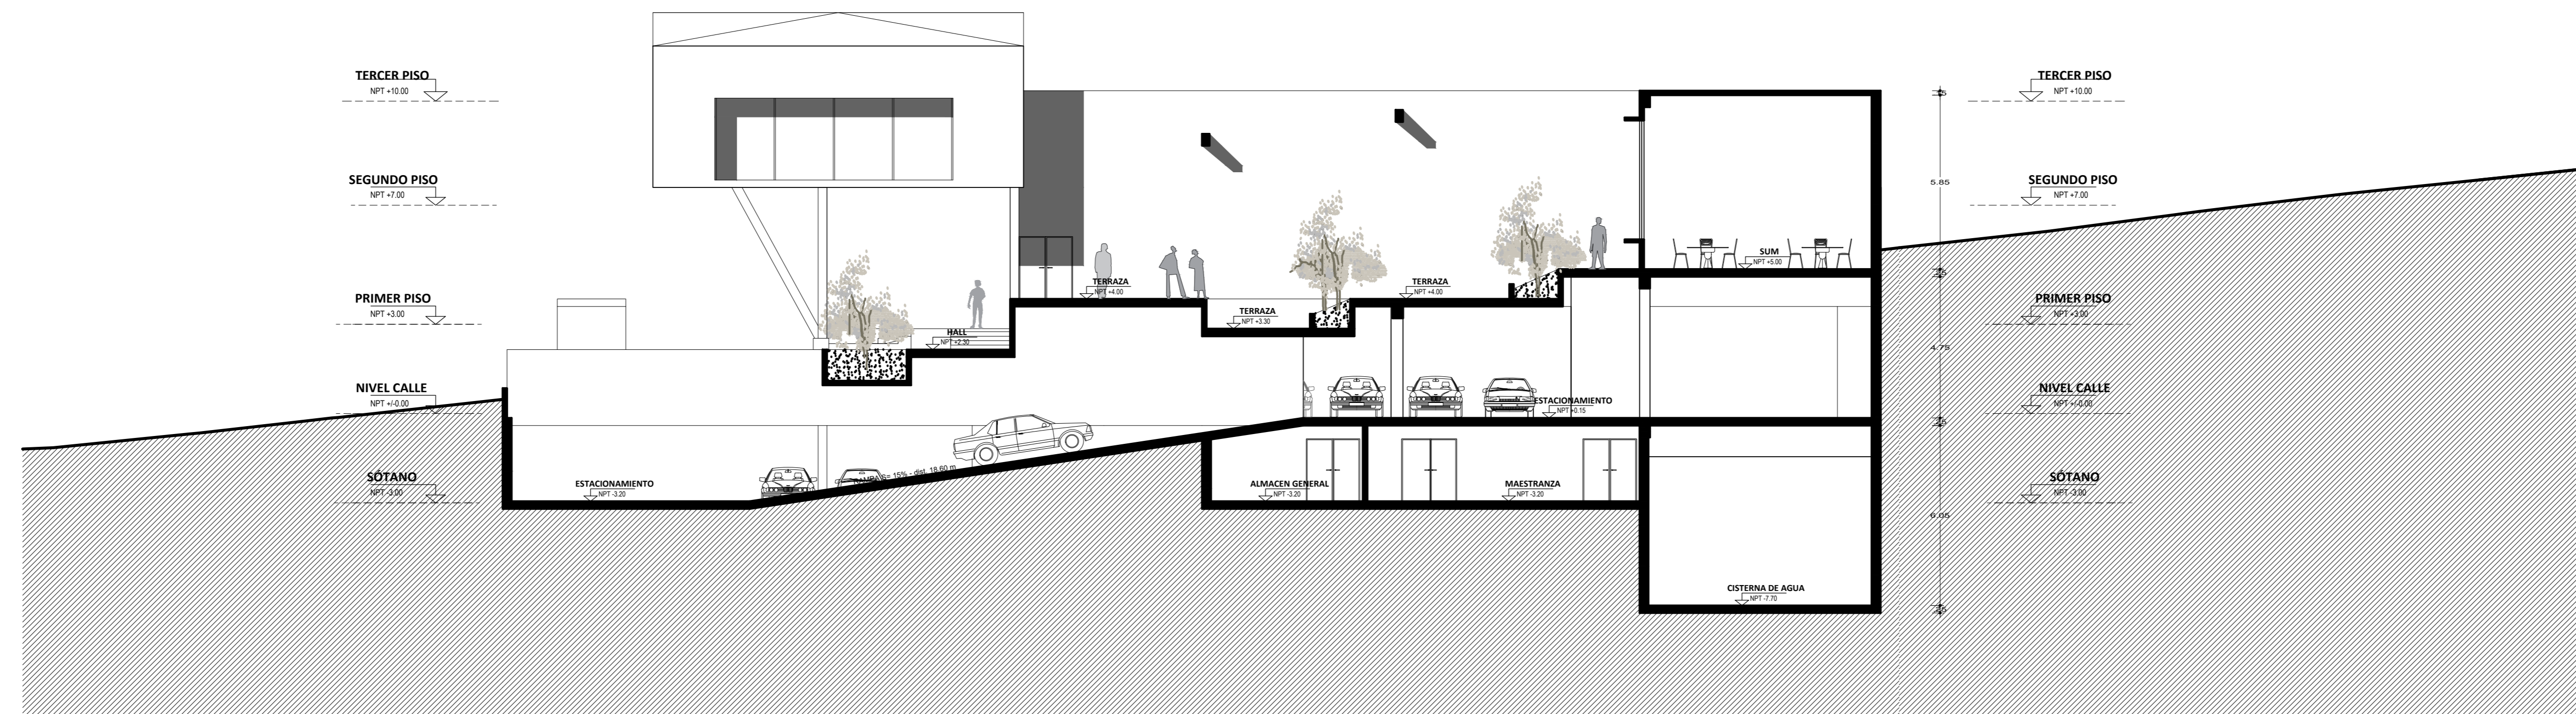 TERCER PISO
NPT +10.00
TERCER PISO
NPT +10.00
SEGUNDO PISO
NPT +7.00
5.85
SEGUNDO PISO
NPT +7.00
SUM
NPT +5.00
TERRAZA
NPT +4.00
TERRAZA
NPT +4.00
PRIMER PISO
NPT +3.00
TERRAZA
NPT +3.30
PRIMER PISO
NPT +3.00
HALL
NPT +2.30
4.75
NIVEL CALLE
NPT +/-0.00
ESTACIONAMIENTO
NPT +0.15
NIVEL CALLE
NPT +/-0.00
S= 15% - dist. 18.60 m
SÓTANO
NPT -3.00
ESTACIONAMIENTO
NPT -3.20
ALMACEN GENERAL
NPT -3.20
MAESTRANZA
NPT -3.20
SÓTANO
NPT -3.00
6.05
CISTERNA DE AGUA
NPT -7.70